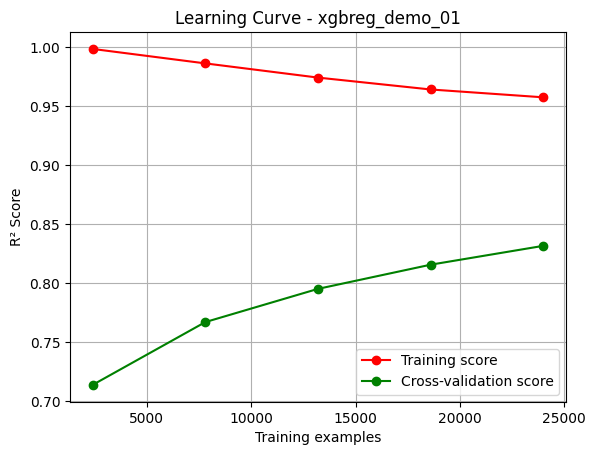 Learning Curve - xgbreg_demo_01
1.00
0.95
0.90
0.85
0.80
0.75
0.70
R² Score
Training score
Cross-validation score
5000 10000 15000 20000 25000
Training examples